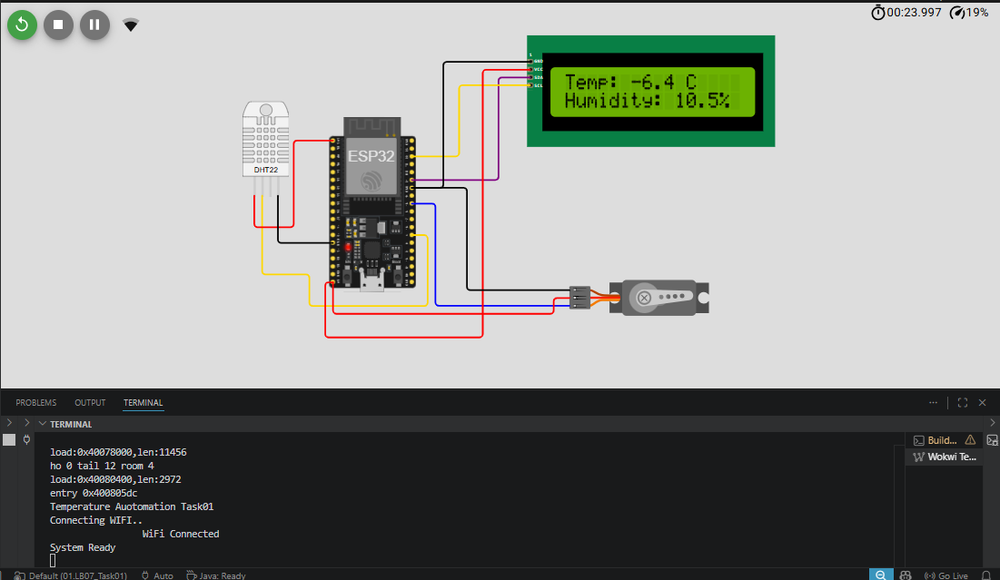 00:23.997 19%
1
GND
VCC
SDA
SCL
Temp: -6.4 C
Humidity: 10.5%
ESP32
DHT22
PROBLEMS OUTPUT TERMINAL
TERMINAL
load:0x40078000,len:11456
ho 0 tail 12 room 4
load:0x40080400,len:2972
entry 0x400805dc
Temperature Auotomation Task01
Connecting WIFI..
WiFi Connected
System Ready
Build...
Wokwi Te...
Default (01.LB07_Task01) Auto Java: Ready Go Live